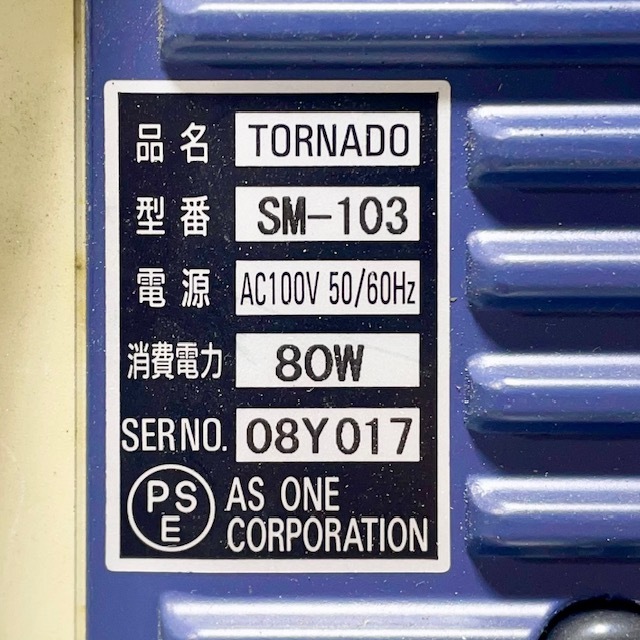 品名 TORNADO
型番 SM-103
電源 AC100V 50/60Hz
消費電力 80W
SER NO. 08Y017
PSE AS ONE
CORPORATION